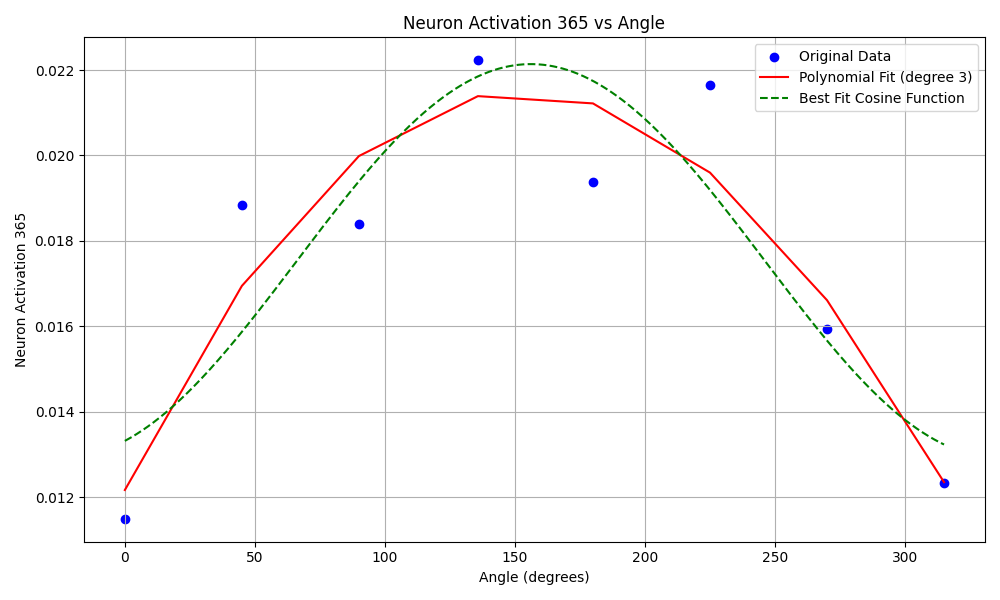 Neuron Activation 365 vs Angle
Original Data
Polynomial Fit (degree 3)
Best Fit Cosine Function
Neuron Activation 365
0.022
0.020
0.018
0.016
0.014
0.012
0
50
100
150
200
250
300
Angle (degrees)